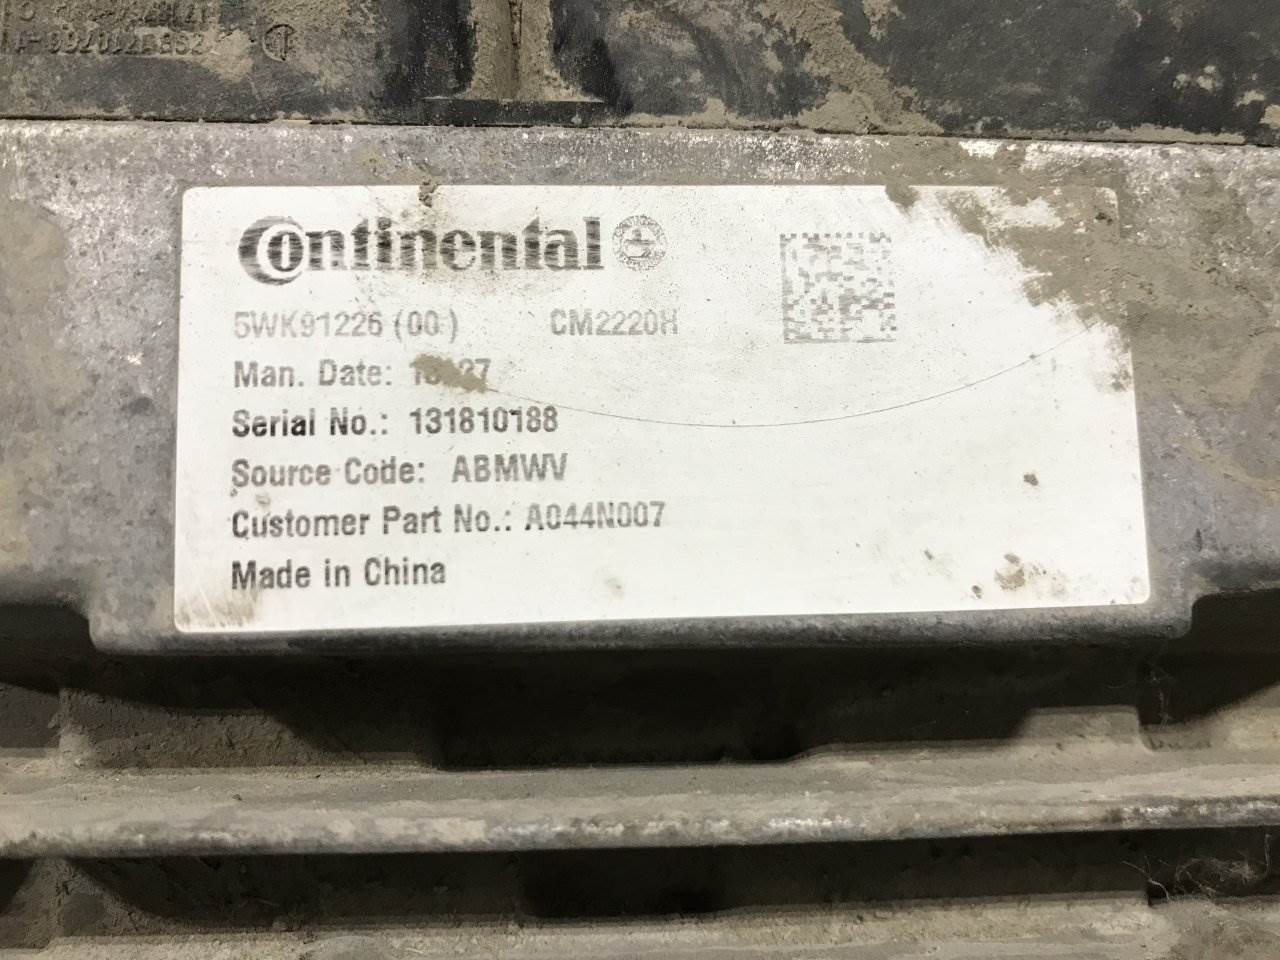 Continental
5WK91226 (00) CM2220H
Man. Date:
Serial No.: 131810188
Source Code: ABMWV
Customer Part No.: A044N007
Made in China